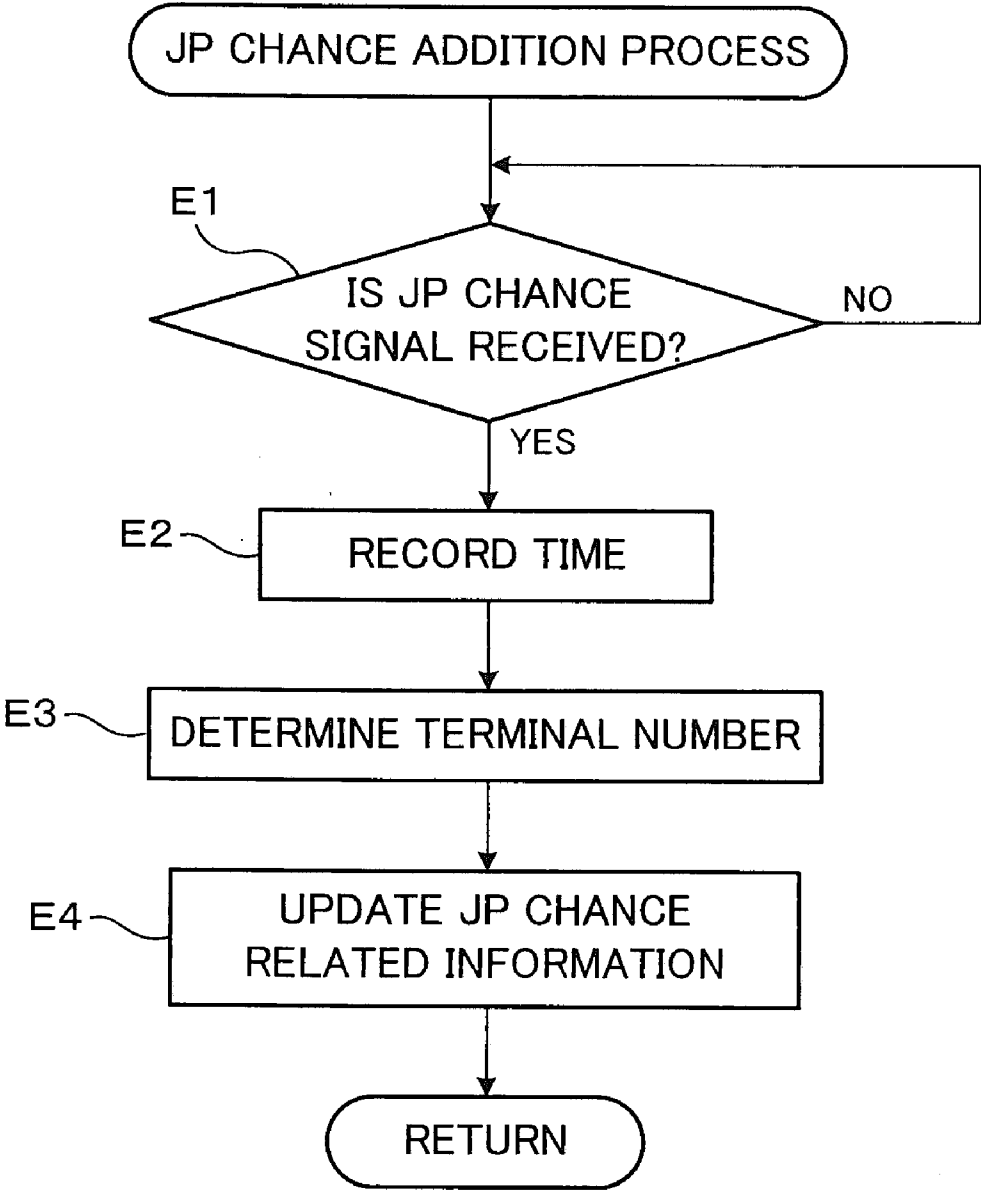 JP CHANCE ADDITION PROCESS
E1
IS JP CHANCE
SIGNAL RECEIVED?
NO
YES
E2
RECORD TIME
E3
DETERMINE TERMINAL NUMBER
E4
UPDATE JP CHANCE
RELATED INFORMATION
RETURN